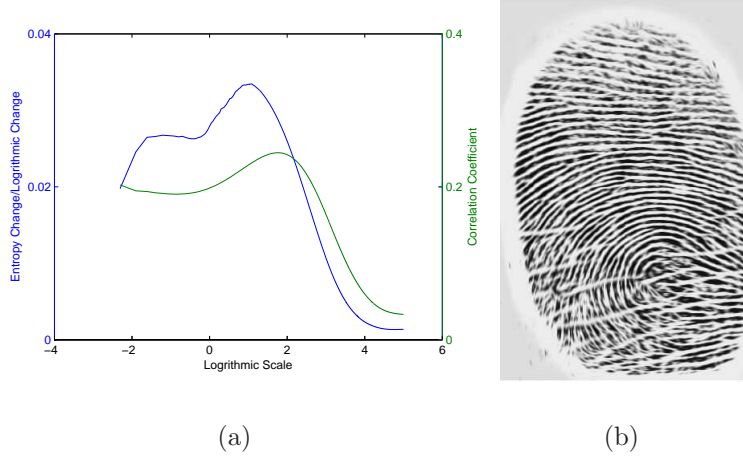 0.04
0.4
Entropy Change/Logrithmic Change
0.02
0.2
Correlation Coefficient
0
0
−4
−2
0
2
4
6
Logrithmic Scale
(a)
(b)